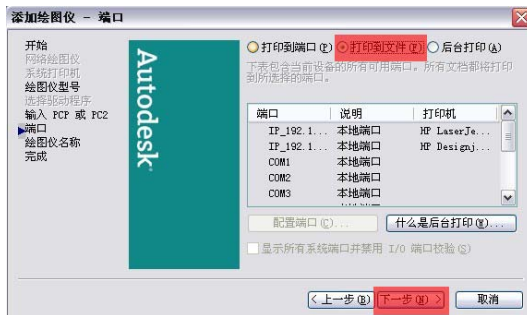 添加绘图仪 - 端口
开始
网络绘图仪
系统打印机
绘图仪型号
选择驱动程序
输入 PCP 或 PC2
端口
绘图仪名称
完成
Autodesk
打印到端口(P) 打印到文件(F) 后台打印(A)
下表包含当前设备的所有可用端口。所有文档都将打印
到所选择的端口。
端口 说明 打印机
IP_192.1... 本地端口 HP LaserJe...
IP_192.1... 本地端口 HP Designj...
COM1 本地端口
COM2 本地端口
COM3 本地端口
配置端口(C)... 什么是后台打印(W)...
显示所有系统端口并禁用 I/O 端口校验(S)
< 上一步(B) 下一步(N) > 取消